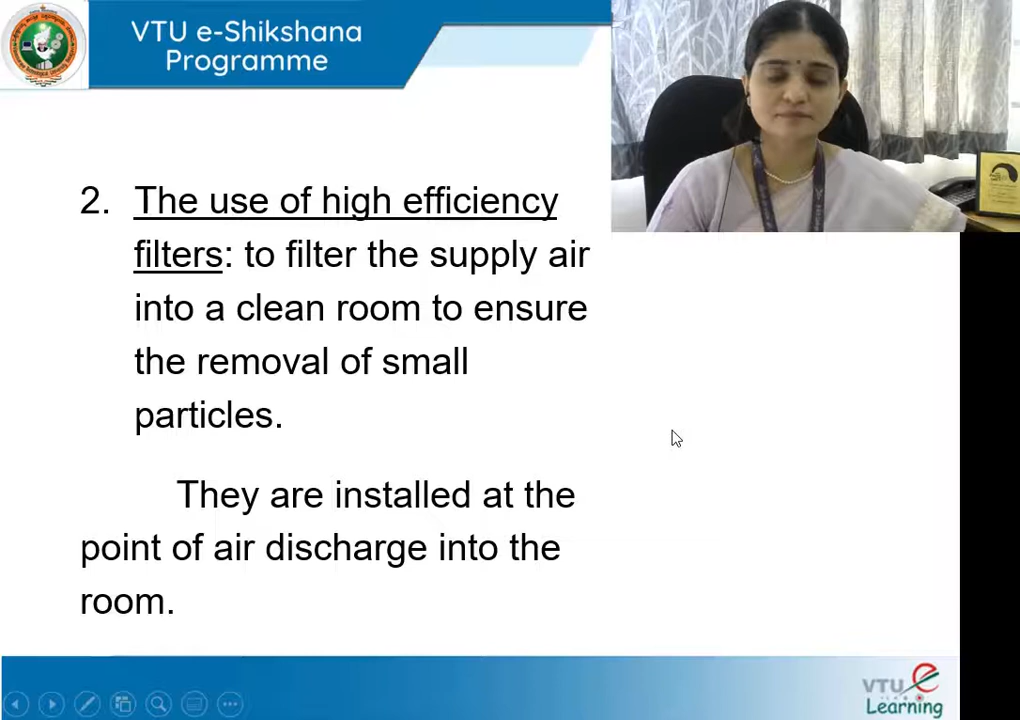 VTU e-Shikshana
Programme
2. The use of high efficiency
filters: to filter the supply air
into a clean room to ensure
the removal of small
particles.
They are installed at the
point of air discharge into the
room.
VTU
Learning